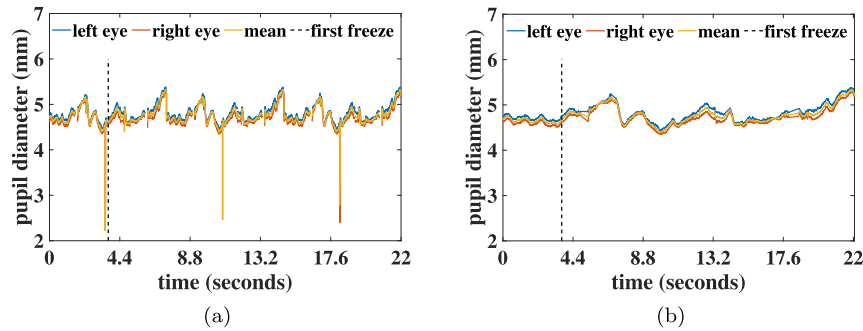 left eye right eye mean first freeze
7
6
5
4
3
2
pupil diameter (mm)
0 4.4 8.8 13.2 17.6 22
time (seconds)
(a)
left eye right eye mean first freeze
7
6
5
4
3
2
pupil diameter (mm)
0 4.4 8.8 13.2 17.6 22
time (seconds)
(b)